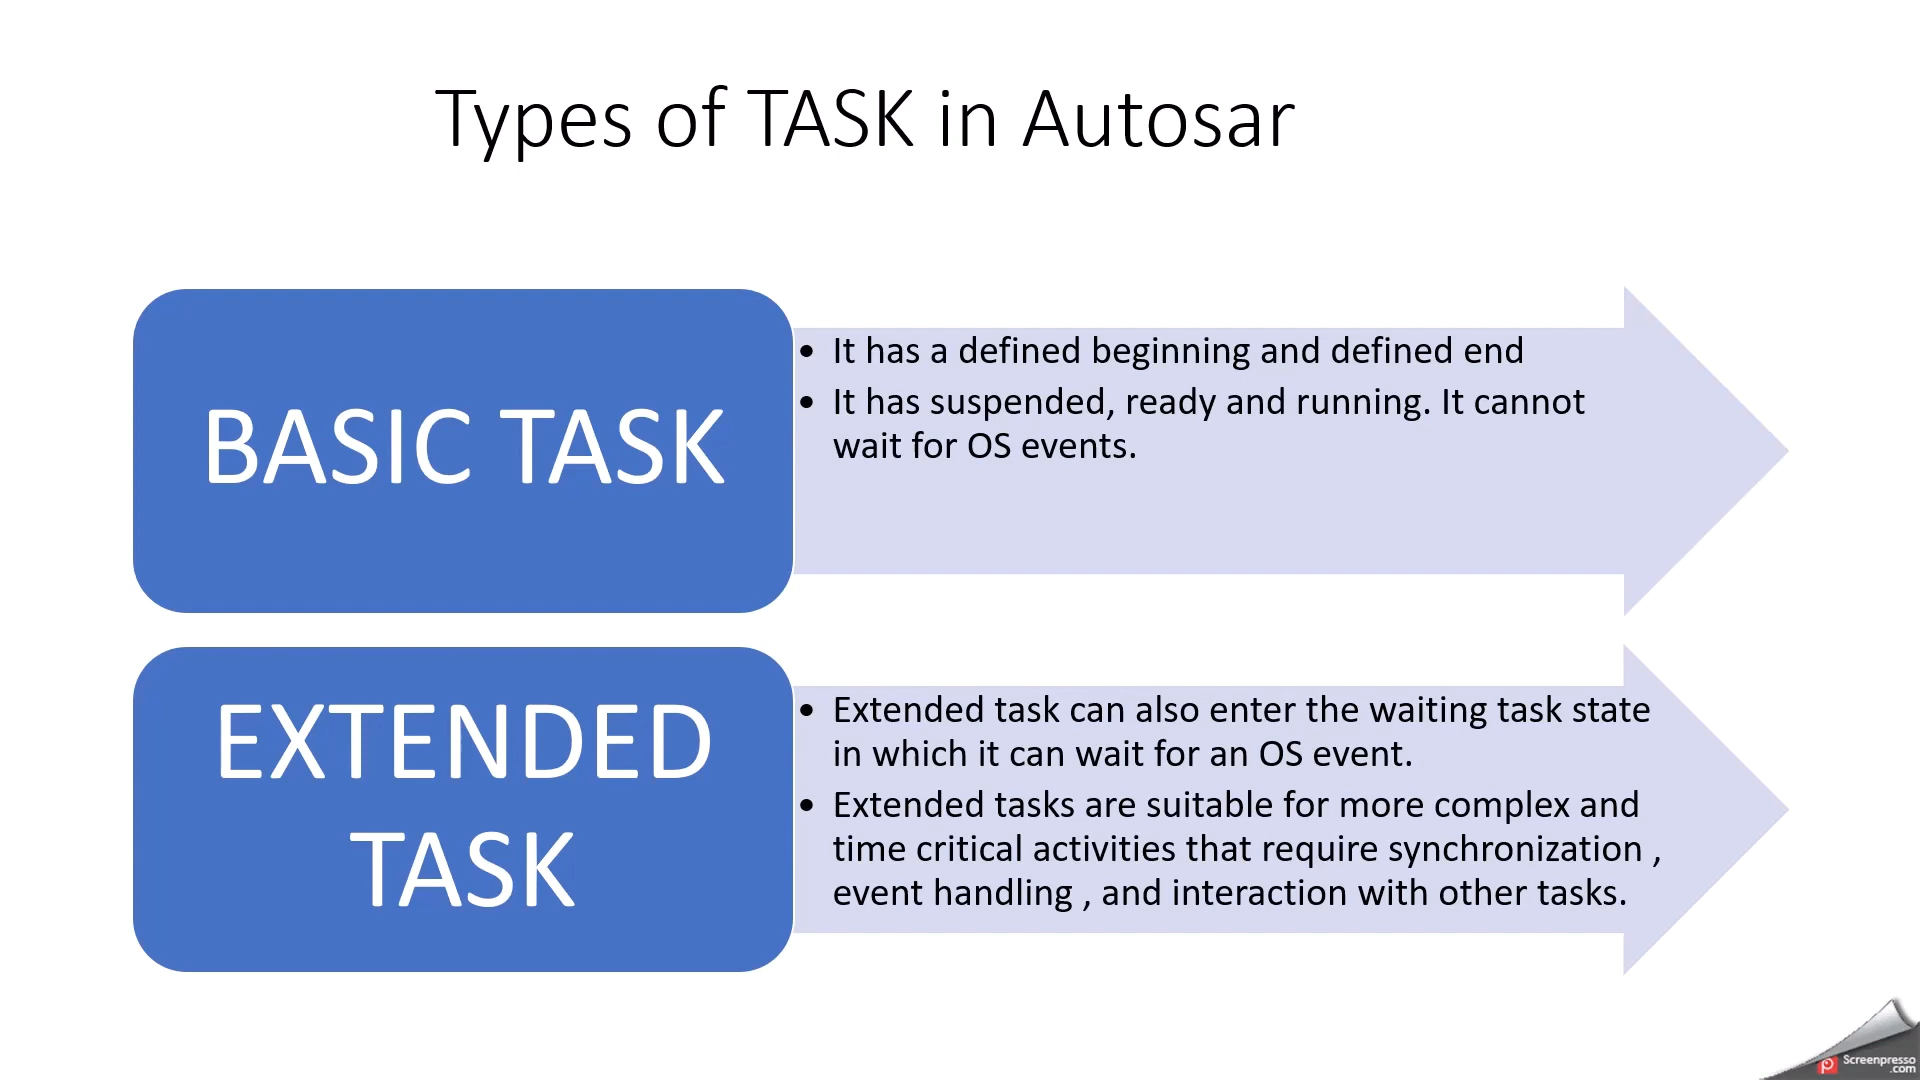 Types of TASK in Autosar
BASIC TASK
• It has a defined beginning and defined end
• It has suspended, ready and running. It cannot
wait for OS events.
EXTENDED
TASK
• Extended task can also enter the waiting task state
in which it can wait for an OS event.
• Extended tasks are suitable for more complex and
time critical activities that require synchronization ,
event handling , and interaction with other tasks.
Screenpresso
.com